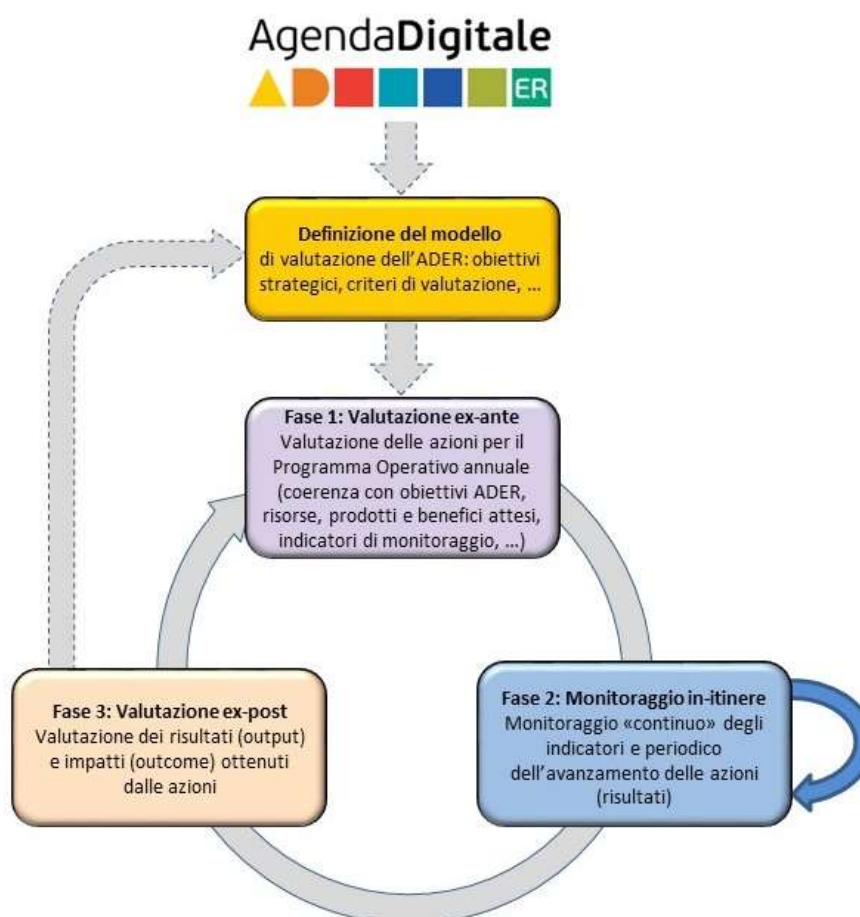 AgendaDigitale
ER
Definizione del modello
di valutazione dell’ADER: obiettivi
strategici, criteri di valutazione, ...
Fase 1: Valutazione ex-ante
Valutazione delle azioni per il
Programma Operativo annuale
(coerenza con obiettivi ADER,
risorse, prodotti e benefici attesi,
indicatori di monitoraggio, ...)
Fase 3: Valutazione ex-post
Valutazione dei risultati (output)
e impatti (outcome) ottenuti
dalle azioni
Fase 2: Monitoraggio in-itinere
Monitoraggio «continuo» degli
indicatori e periodico
dell’avanzamento delle azioni
(risultati)